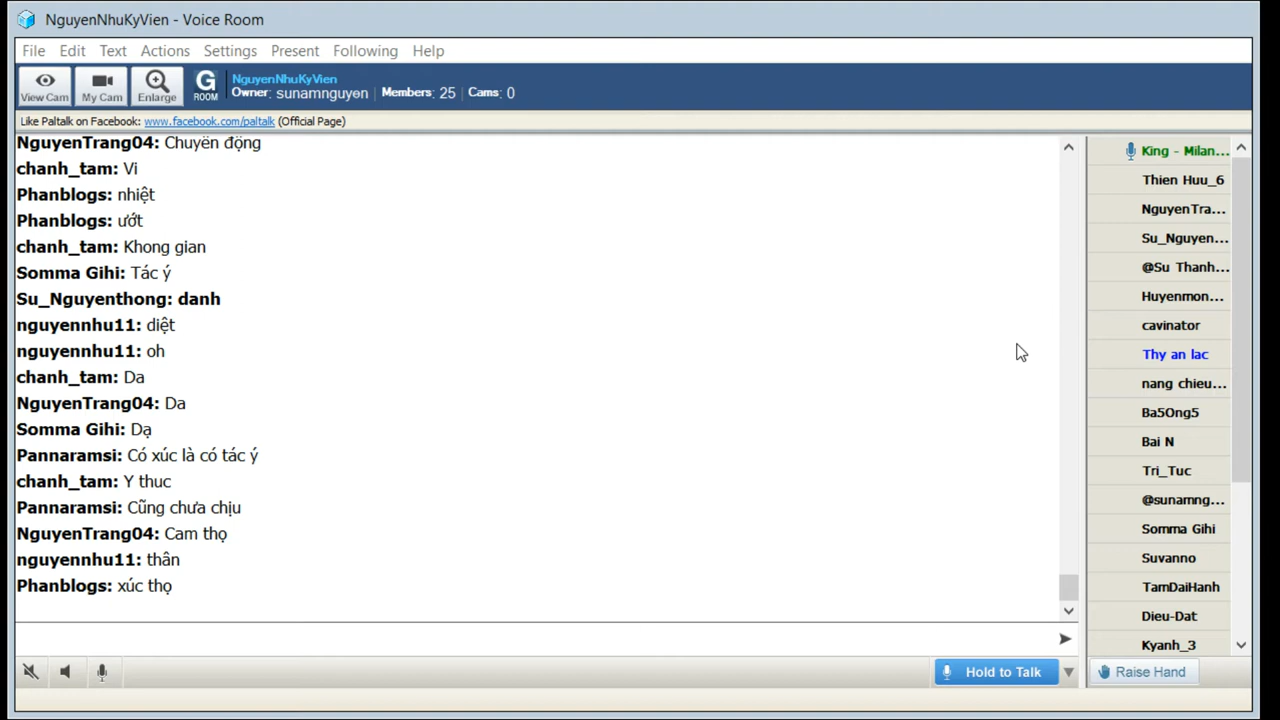 NguyenNhuKyVien - Voice Room
File Edit Text Actions Settings Present Following Help
View Cam
My Cam
Enlarge
G ROOM
NguyenNhuKyVien
Owner: sunamnguyen | Members: 25 | Cams: 0
Like Paltalk on Facebook: www.facebook.com/paltalk (Official Page)
NguyenTrang04: Chuyên động
chanh_tam: Vi
Phanblogs: nhiệt
Phanblogs: ướt
chanh_tam: Khong gian
Somma Gihi: Tác ý
Su_Nguyenthong: danh
nguyennhu11: diệt
nguyennhu11: oh
chanh_tam: Da
NguyenTrang04: Da
Somma Gihi: Dạ
Pannaramsi: Có xúc là có tác ý
chanh_tam: Y thuc
Pannaramsi: Cũng chưa chịu
NguyenTrang04: Cam thọ
nguyennhu11: thân
Phanblogs: xúc thọ
King - Milan...
Thien Huu_6
NguyenTra...
Su_Nguyen...
@Su Thanh...
Huyenmon...
cavinator
Thy an lac
nang chieu...
Ba5Ong5
Bai N
Tri_Tuc
@sunamng...
Somma Gihi
Suvanno
TamDaiHanh
Dieu-Dat
Kyanh_3
Hold to Talk
Raise Hand